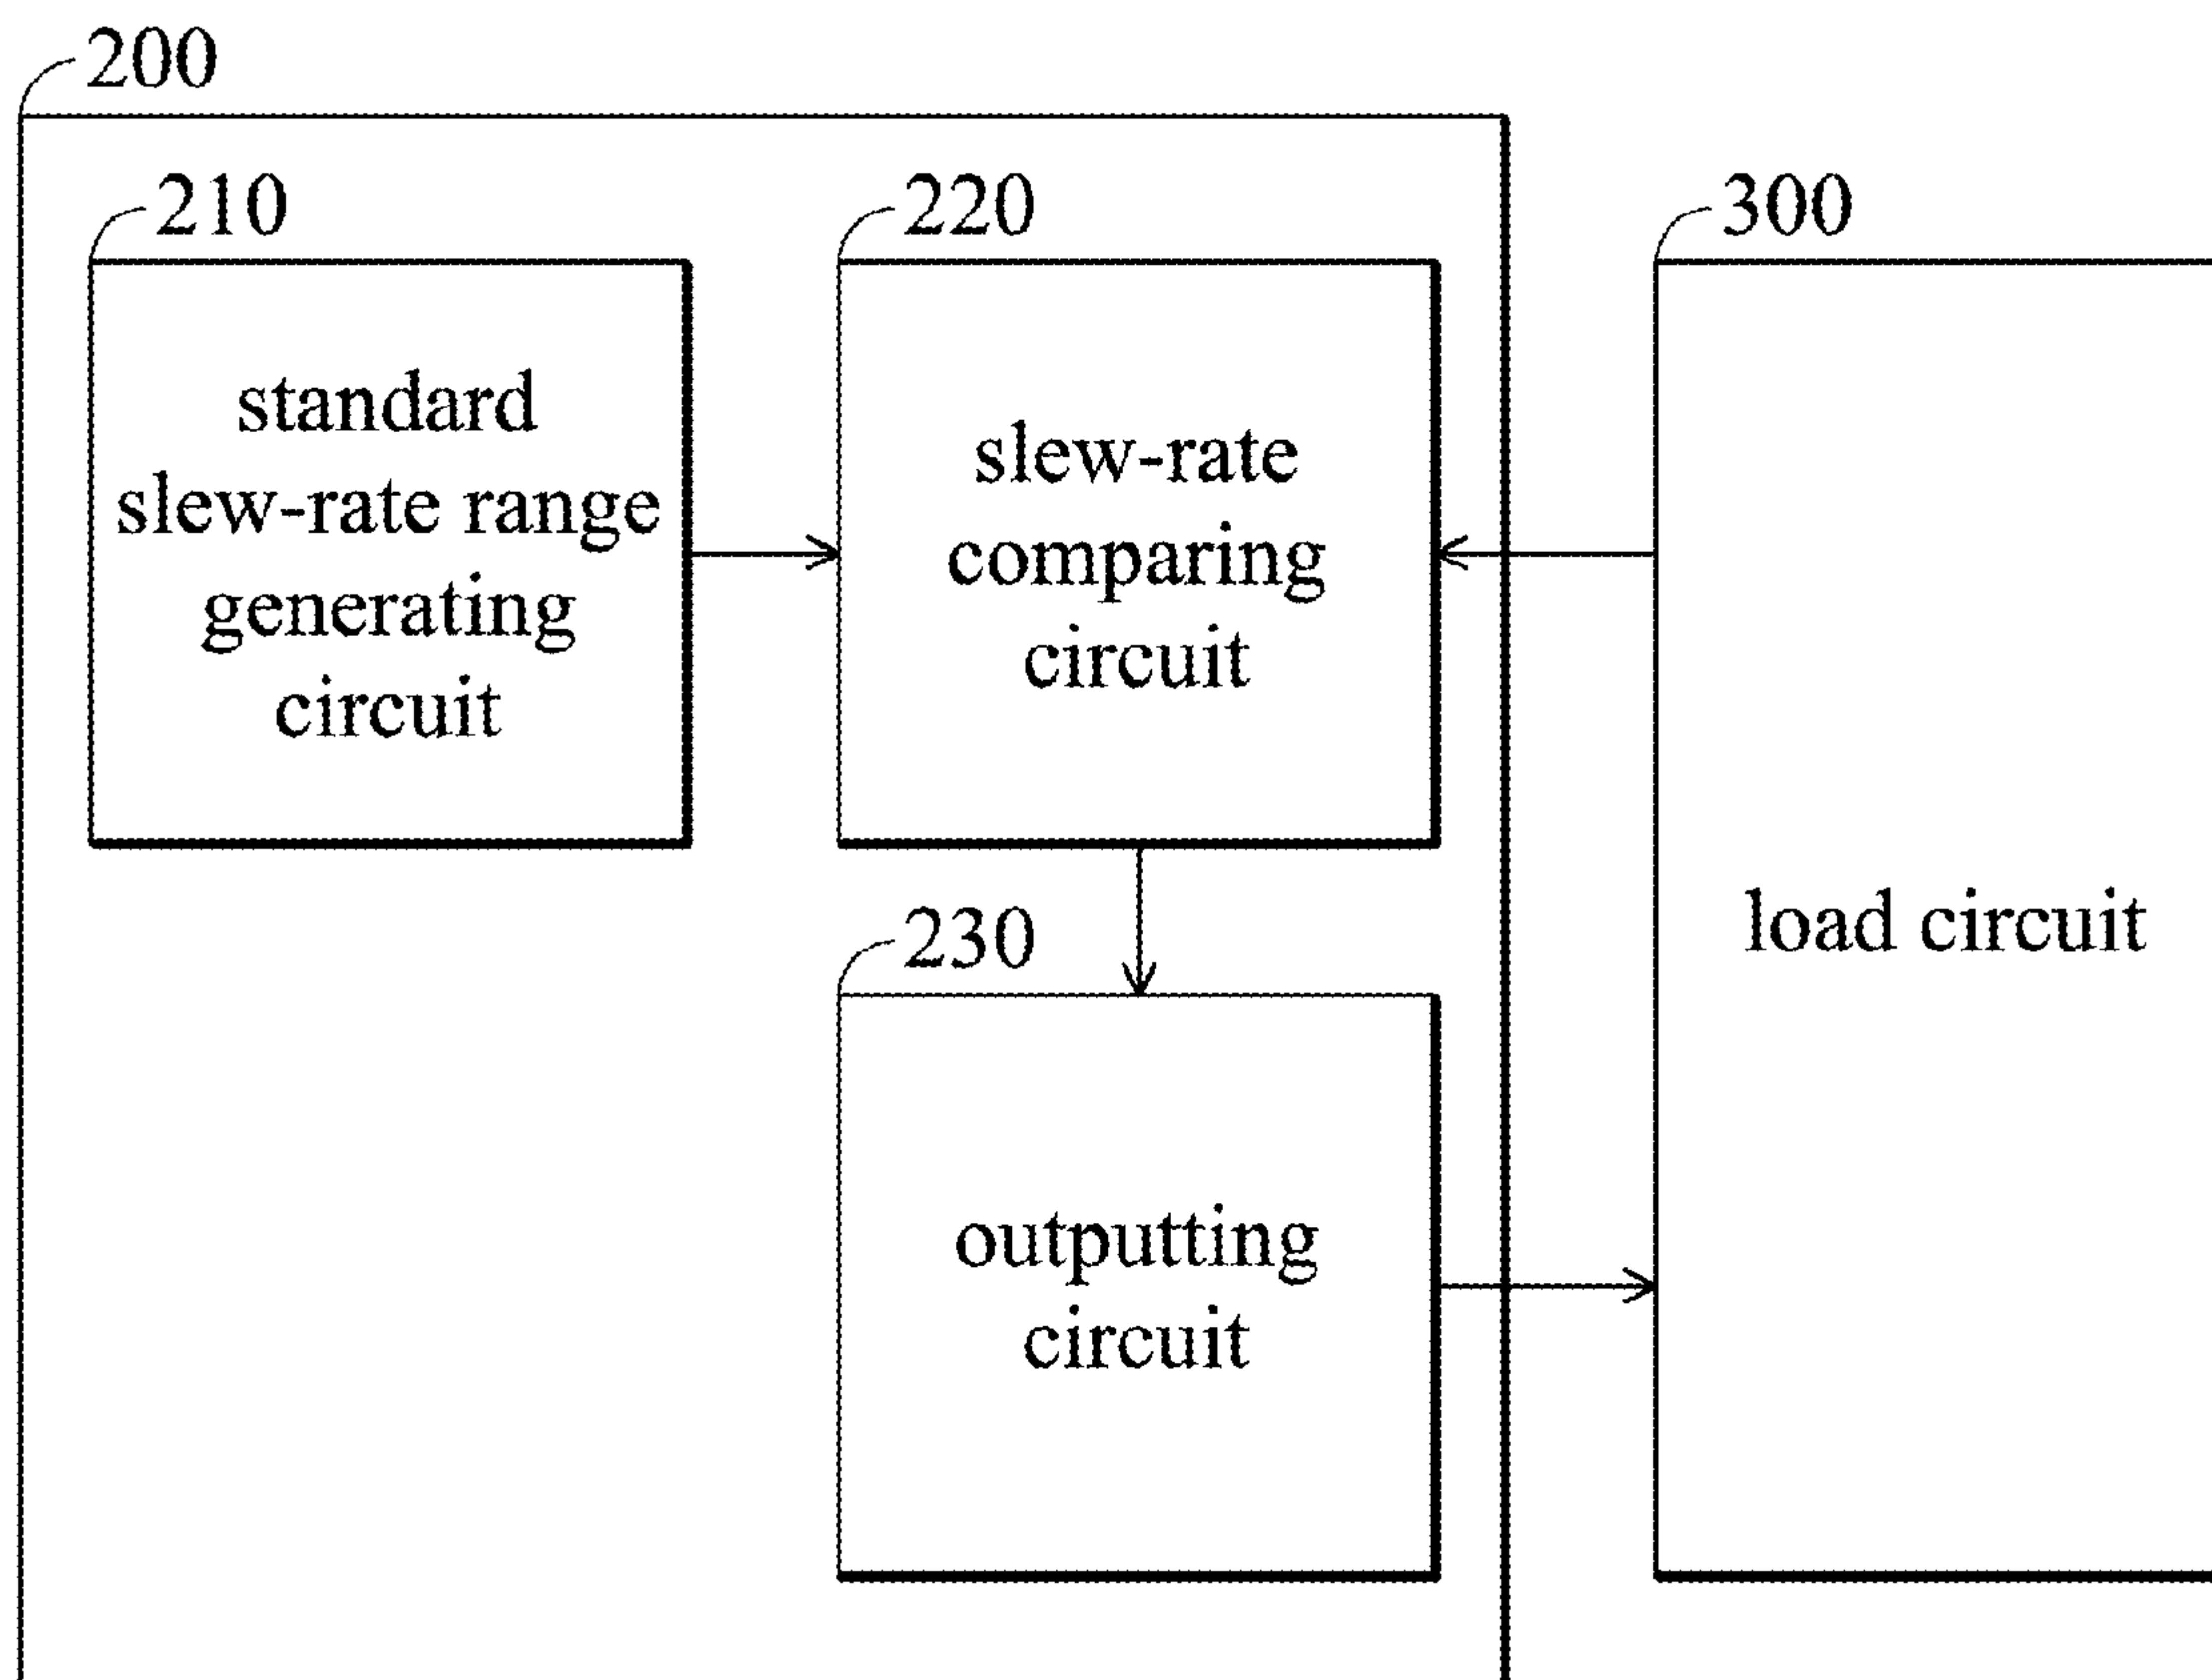 200
210
220
300
standard
slew-rate range
generating
circuit
slew-rate
comparing
circuit
load circuit
230
outputting
circuit